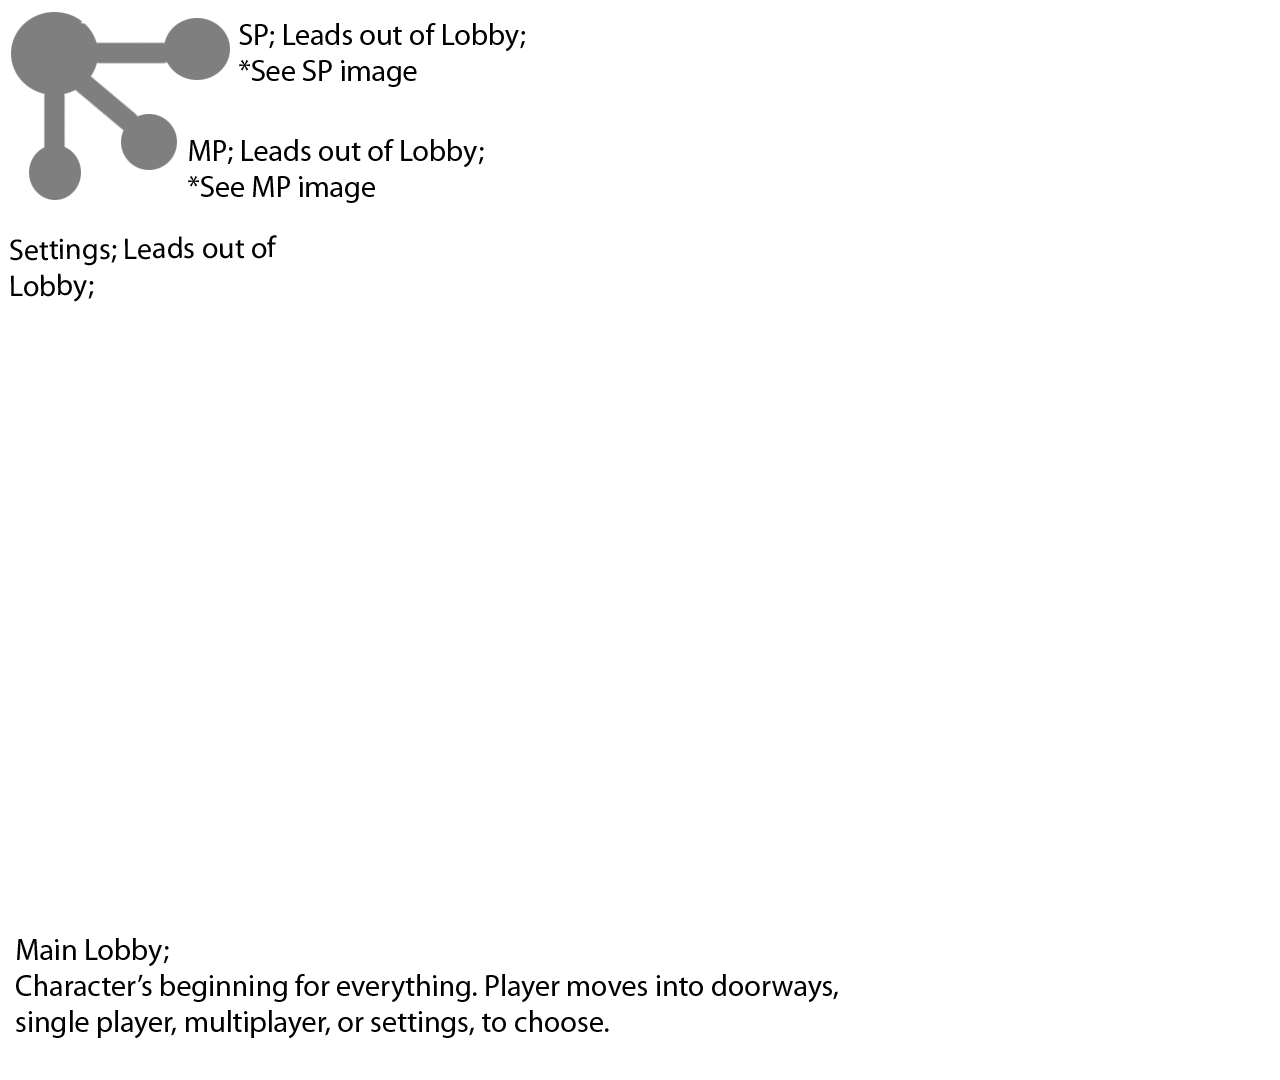 SP; Leads out of Lobby;
*See SP image
MP; Leads out of Lobby;
*See MP image
Settings; Leads out of
Lobby;
Main Lobby;
Character’s beginning for everything. Player moves into doorways,
single player, multiplayer, or settings, to choose.